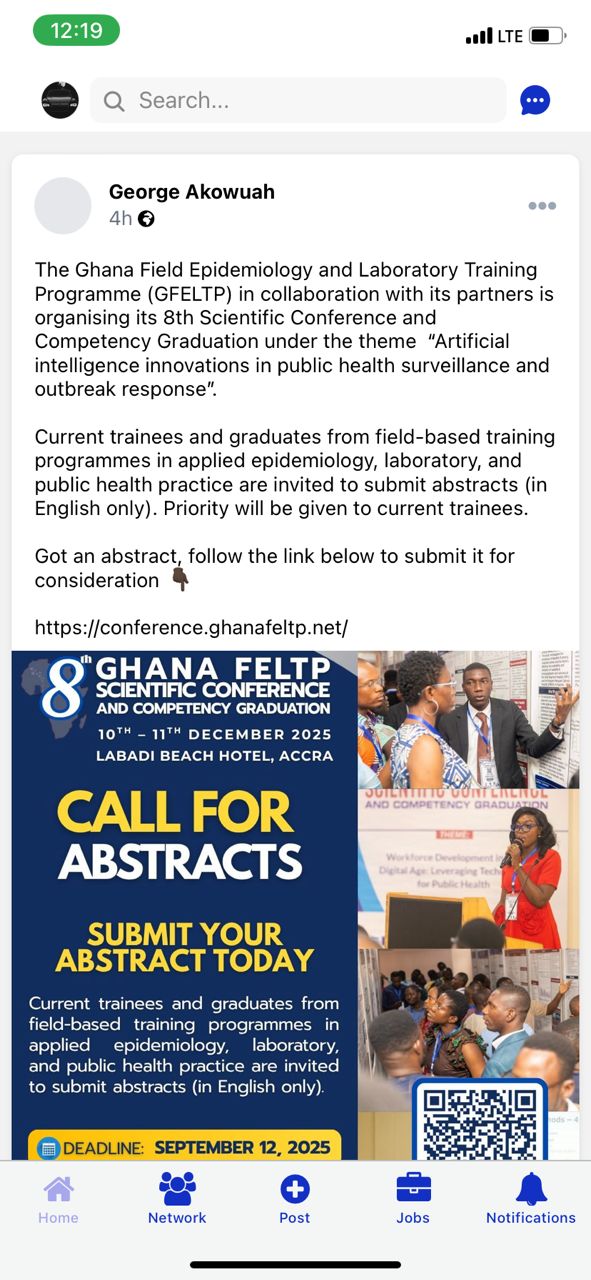 12:19
LTE
Search...
George Akowuah
4h
The Ghana Field Epidemiology and Laboratory Training
Programme (GFELTP) in collaboration with its partners is
organising its 8th Scientific Conference and
Competency Graduation under the theme “Artificial
intelligence innovations in public health surveillance and
outbreak response”.
Current trainees and graduates from field-based training
programmes in applied epidemiology, laboratory, and
public health practice are invited to submit abstracts (in
English only). Priority will be given to current trainees.
Got an abstract, follow the link below to submit it for
consideration 👇🏿
https://conference.ghanafeltp.net/
8th GHANA FELTP
SCIENTIFIC CONFERENCE
AND COMPETENCY GRADUATION
10TH – 11TH DECEMBER 2025
LABADI BEACH HOTEL, ACCRA
CALL FOR
ABSTRACTS
SUBMIT YOUR
ABSTRACT TODAY
Current trainees and graduates from
field-based training programmes in
applied epidemiology, laboratory,
and public health practice are invited
to submit abstracts (in English only).
DEADLINE: SEPTEMBER 12, 2025
SCIENTIFIC CONFERENCE
AND COMPETENCY GRADUATION
THEME:
Workforce Development In
Digital Age: Leveraging Tech
for Public Health
Home
Network
Post
Jobs
Notifications